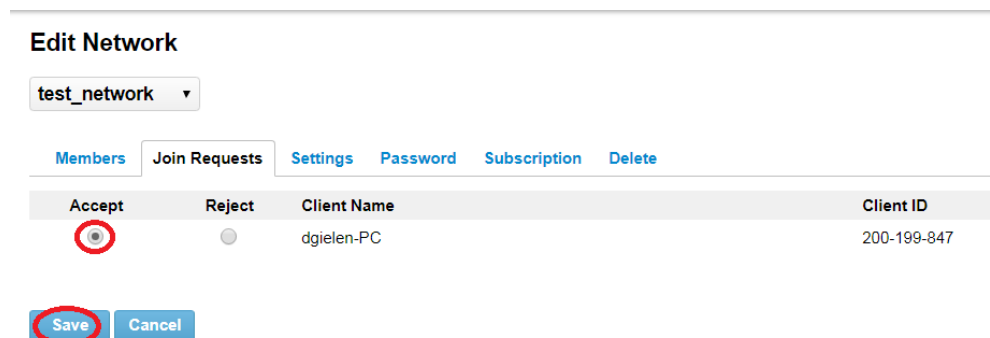 Edit Network
test_network
Members Join Requests Settings Password Subscription Delete
Accept Reject Client Name Client ID
dgielen-PC 200-199-847
Save Cancel